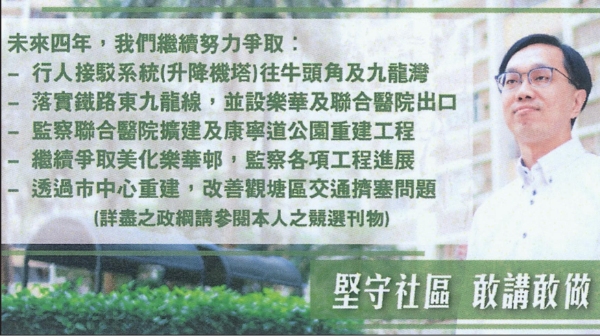 未來四年，我們繼續努力爭取：
– 行人接駁系統(升降機塔)往牛頭角及九龍灣
– 落實鐵路東九龍線，並設樂華及聯合醫院出口
– 監察聯合醫院擴建及康寧道公園重建工程
– 繼續爭取美化樂華邨，監察各項工程進展
– 透過市中心重建，改善觀塘區交通擠塞問題
(詳盡之政綱請參閱本人之競選刊物)
堅守社區 敢講敢做